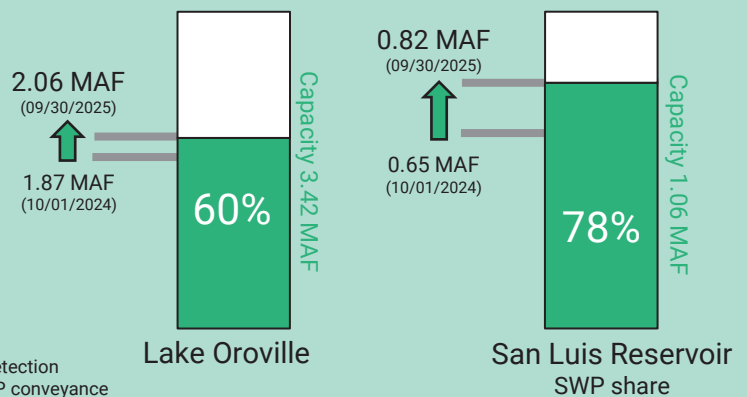 2.06 MAF
(09/30/2025)
1.87 MAF
(10/01/2024)
60%
Capacity 3.42 MAF
Lake Oroville
0.82 MAF
(09/30/2025)
0.65 MAF
(10/01/2024)
78%
Capacity 1.06 MAF
San Luis Reservoir
SWP share
conveyance